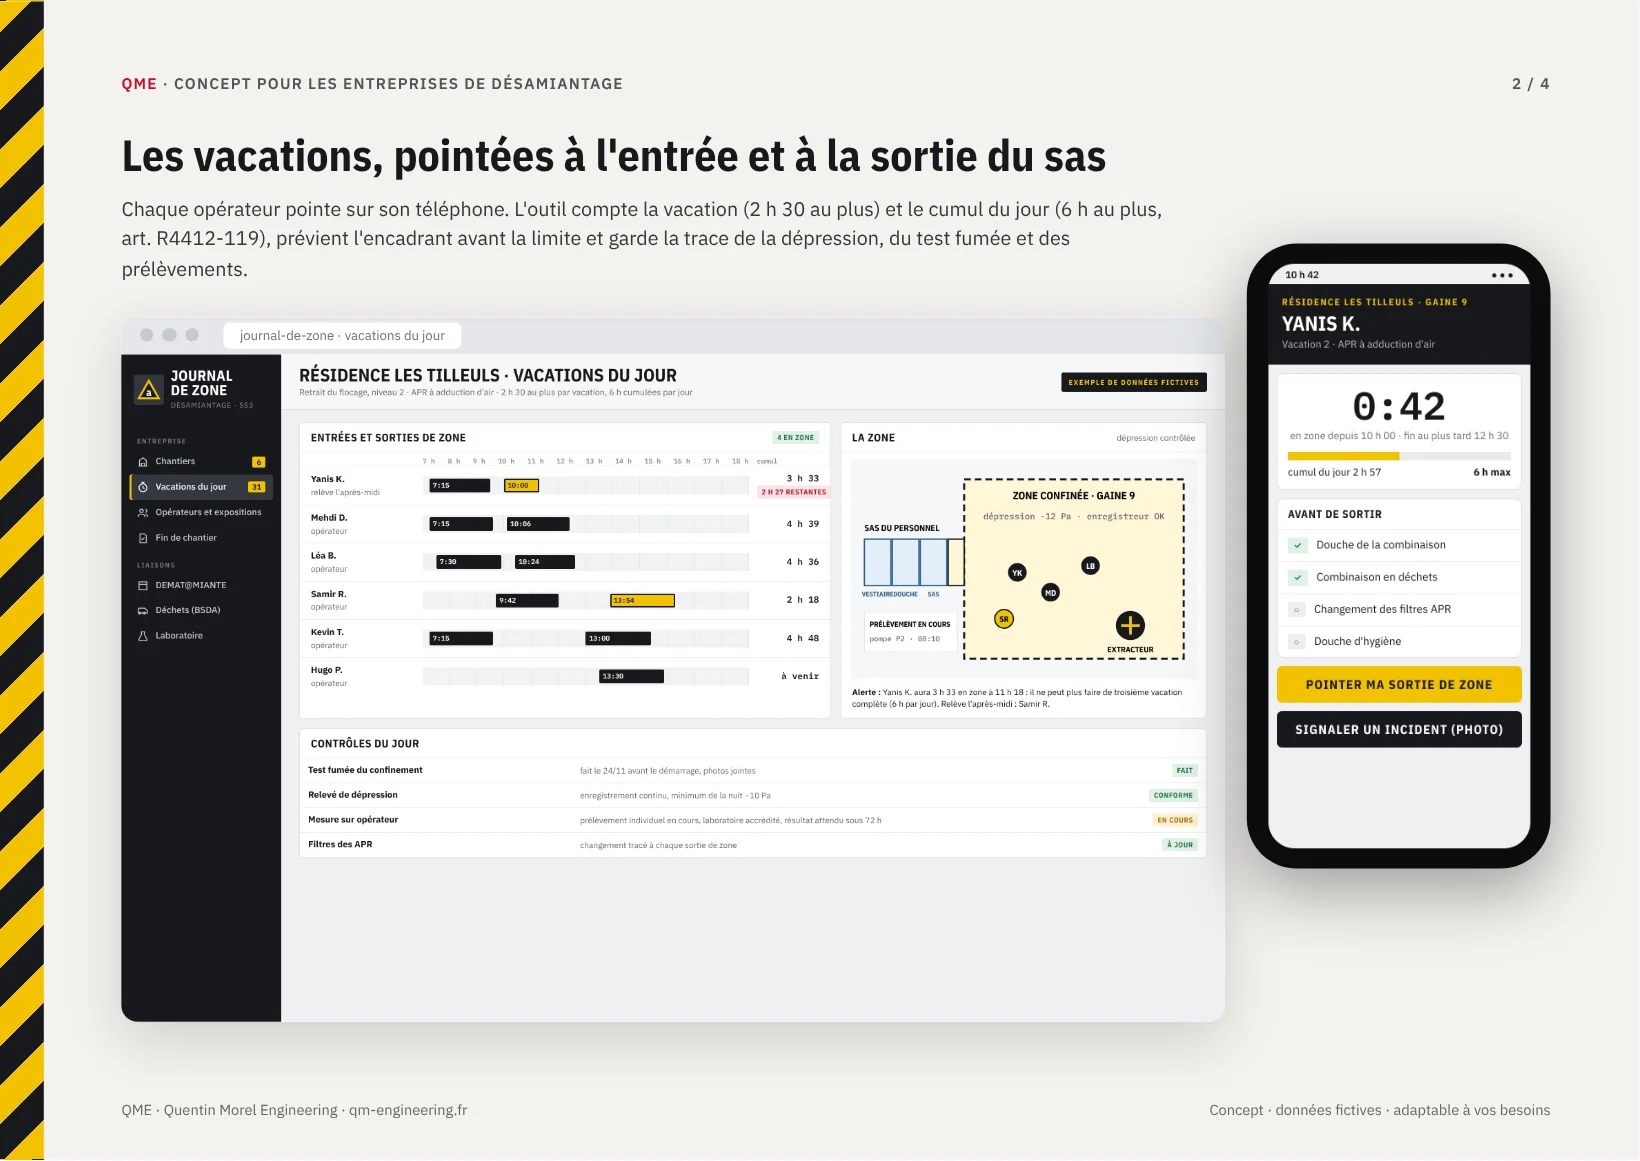 QME · CONCEPT POUR LES ENTREPRISES DE DÉSAMIANTAGE
2 / 4
Les vacations, pointées à l'entrée et à la sortie du sas
Chaque opérateur pointe sur son téléphone. L'outil compte la vacation (2 h 30 au plus) et le cumul du jour (6 h au plus,
art. R4412-119), prévient l'encadrant avant la limite et garde la trace de la dépression, du test fumée et des
prélèvements.
journal-de-zone · vacations du jour
a
JOURNAL
DE ZONE
DÉSAMIANTAGE · SS3
ENTREPRISE
Chantiers 6
Vacations du jour 31
Opérateurs et expositions
Fin de chantier
LIAISONS
DEMAT@MIANTE
Déchets (BSDA)
Laboratoire
RÉSIDENCE LES TILLEULS · VACATIONS DU JOUR
Retrait du flocage, niveau 2 · APR à adduction d'air · 2 h 30 au plus par vacation, 6 h cumulées par jour
EXEMPLE DE DONNÉES FICTIVES
ENTRÉES ET SORTIES DE ZONE
4 EN ZONE
7 h 8 h 9 h 10 h 11 h 12 h 13 h 14 h 15 h 16 h 17 h 18 h cumul
Yanis K.
relève l'après-midi
7:15 10:00
3 h 33
2 H 27 RESTANTES
Mehdi D.
opérateur
7:15 10:06
4 h 39
Léa B.
opérateur
7:30 10:24
4 h 36
Samir R.
opérateur
9:42 13:54
2 h 18
Kevin T.
opérateur
7:15 13:00
4 h 48
Hugo P.
opérateur
13:30
à venir
LA ZONE
dépression contrôlée
ZONE CONFINÉE · GAINE 9
dépression -12 Pa · enregistreur OK
SAS DU PERSONNEL
VESTIAIRE DOUCHE SAS
YK
LB
MD
SR
PRÉLÈVEMENT EN COURS
pompe P2 · 08:10
EXTRACTEUR
Alerte : Yanis K. aura 3 h 33 en zone à 11 h 18 : il ne peut plus faire de troisième vacation
complète (6 h par jour). Relève l'après-midi : Samir R.
CONTRÔLES DU JOUR
Test fumée du confinement fait le 24/11 avant le démarrage, photos jointes FAIT
Relevé de dépression enregistrement continu, minimum de la nuit -10 Pa CONFORME
Mesure sur opérateur prélèvement individuel en cours, laboratoire accrédité, résultat attendu sous 72 h EN COURS
Filtres des APR changement tracé à chaque sortie de zone À JOUR
10 h 42
RÉSIDENCE LES TILLEULS · GAINE 9
YANIS K.
Vacation 2 · APR à adduction d'air
0:42
en zone depuis 10 h 00 · fin au plus tard 12 h 30
cumul du jour 2 h 57 6 h max
AVANT DE SORTIR
Douche de la combinaison
Combinaison en déchets
Changement des filtres APR
Douche d'hygiène
POINTER MA SORTIE DE ZONE
SIGNALER UN INCIDENT (PHOTO)
QME · Quentin Morel Engineering · qm-engineering.fr
Concept · données fictives · adaptable à vos besoins